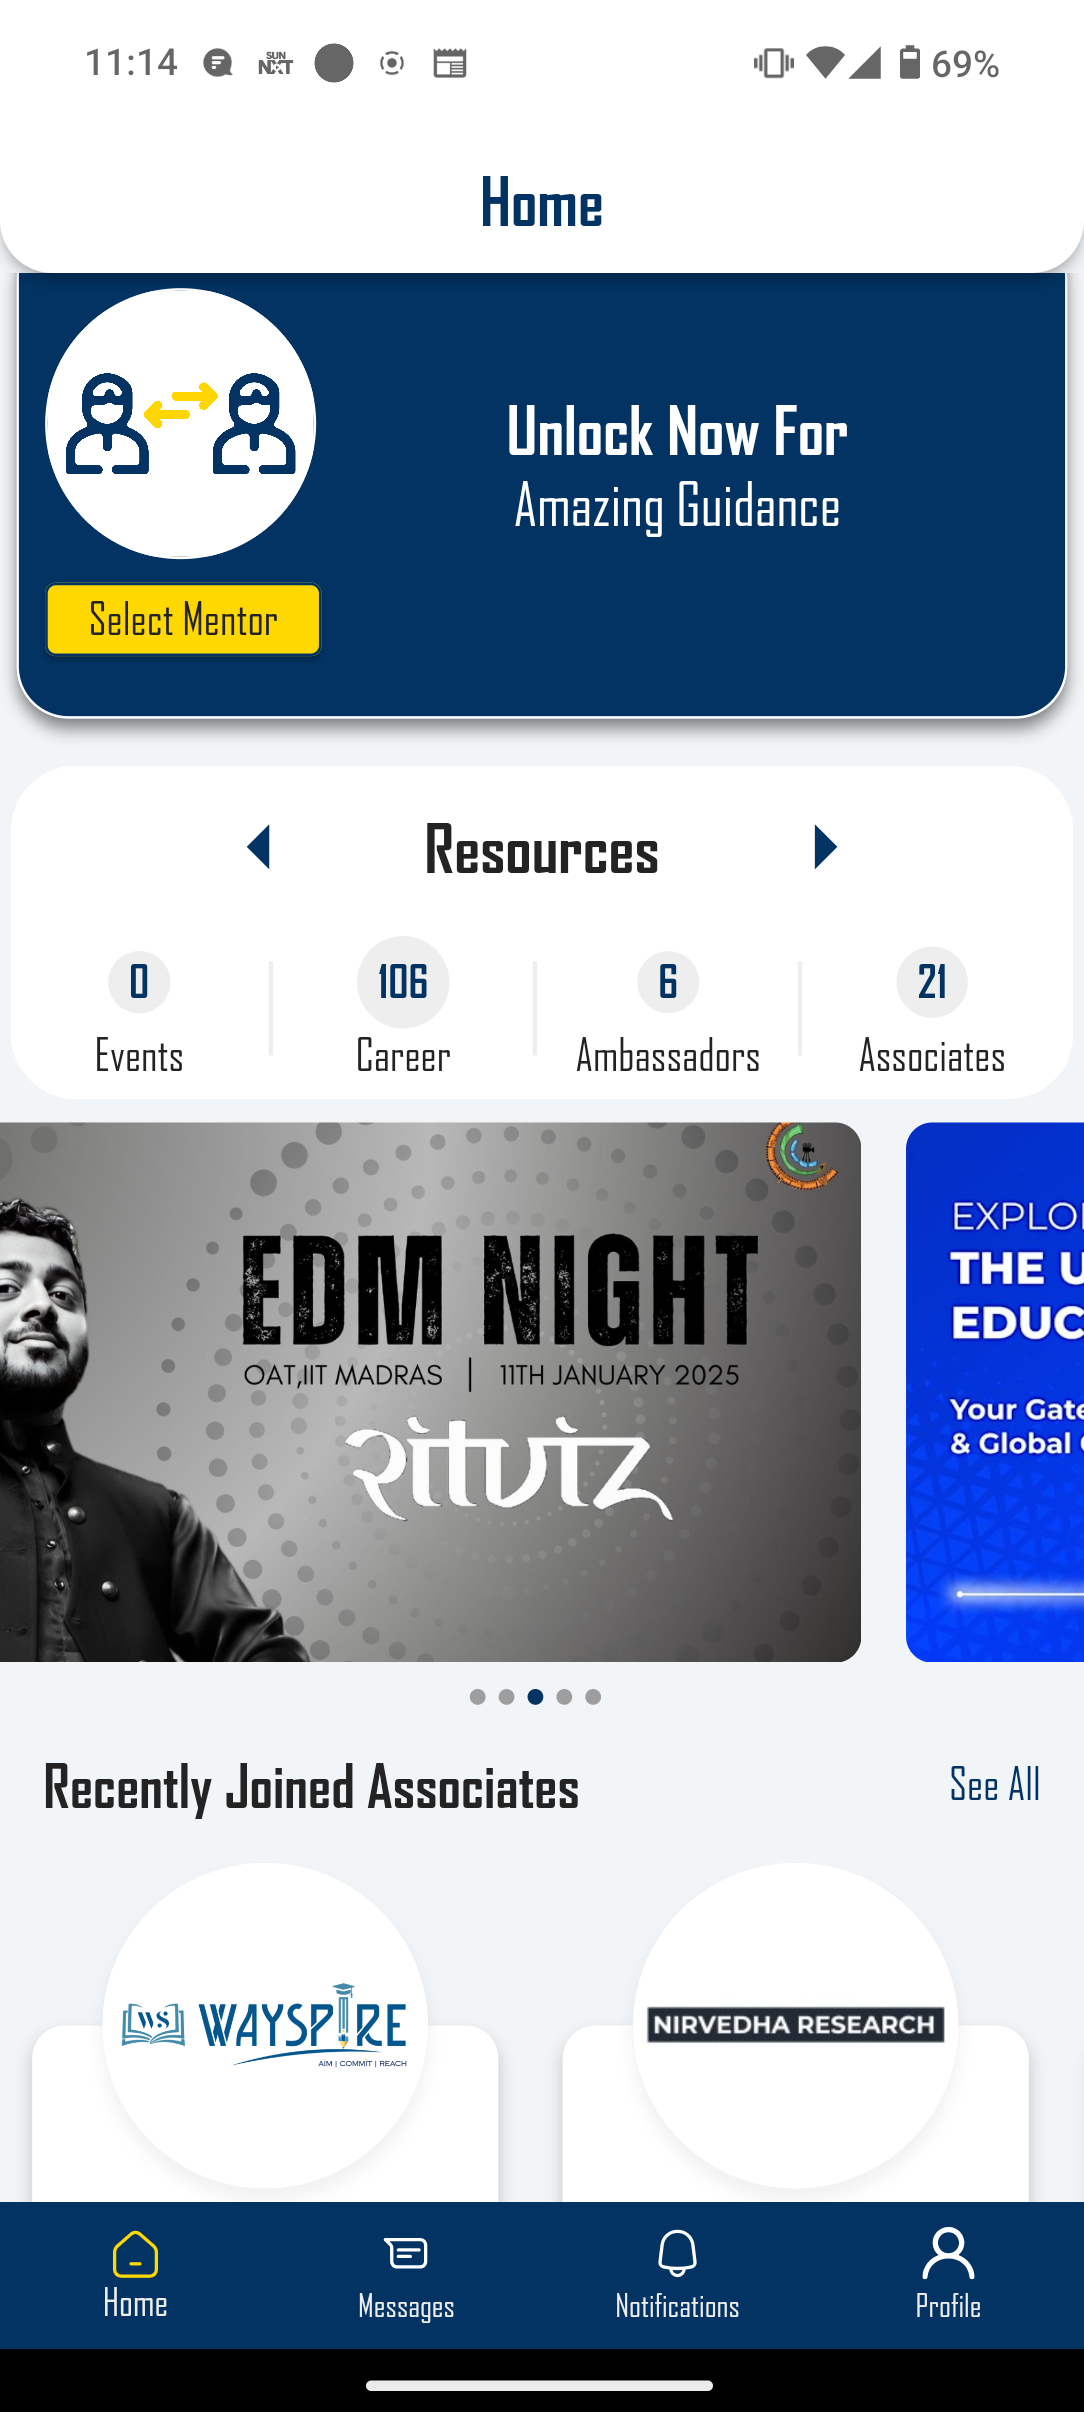 11:14
SUN
NXT
69%
Home
Unlock Now For
Amazing Guidance
Select Mentor
Resources
0
106
6
21
Events
Career
Ambassadors
Associates
EDM NIGHT
OAT,IIT MADRAS | 11TH JANUARY 2025
रitviz
EXPLO
THE U
EDUC
Your Gate
& Global
Recently Joined Associates
See All
WS WAYSPIRE
AIM | COMMIT | REACH
NIRVEDHA RESEARCH
Home
Messages
Notifications
Profile